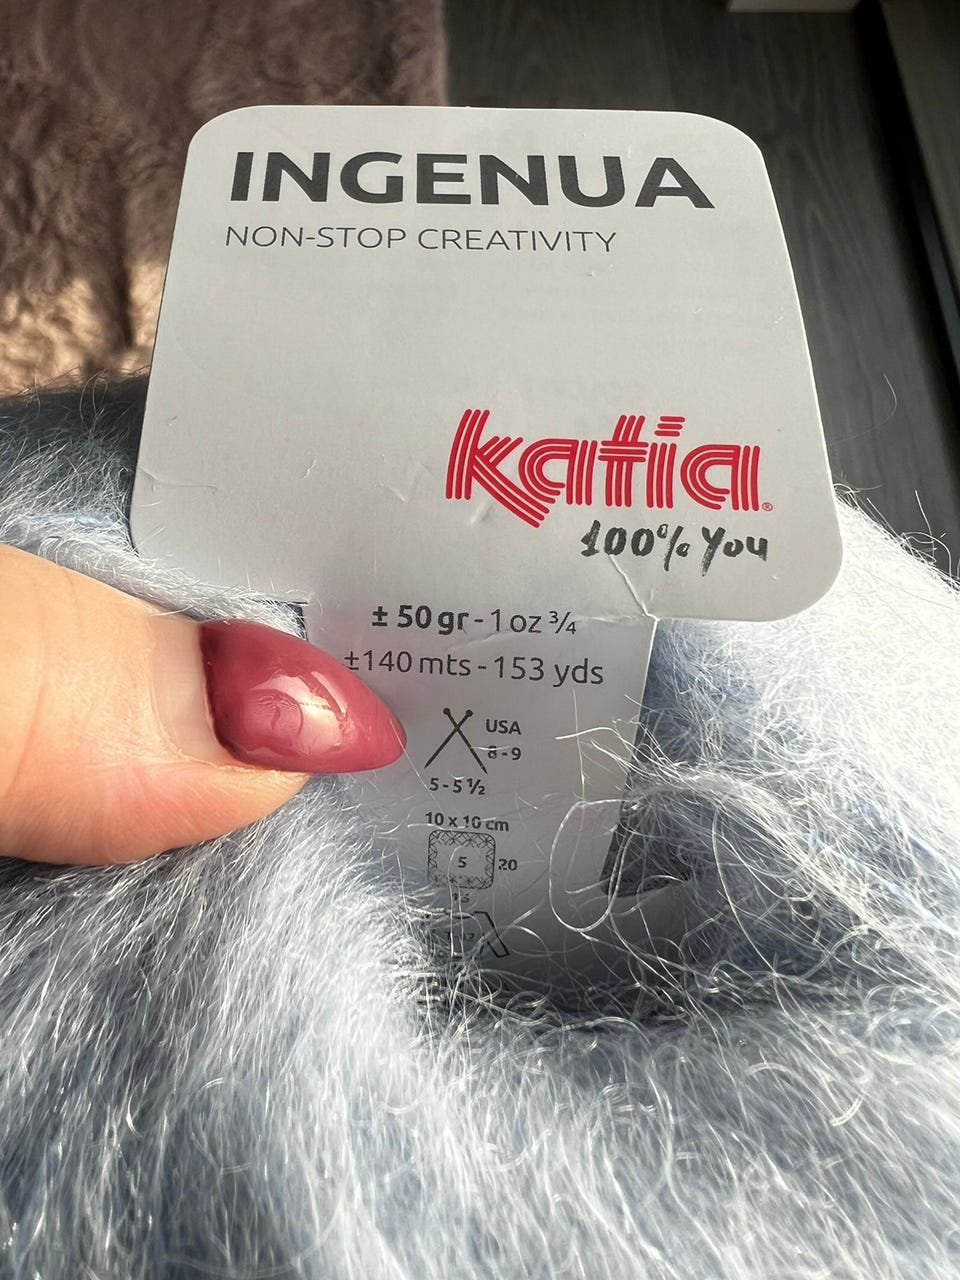 INGENUA
NON-STOP CREATIVITY
katia®
100% You
± 50 gr - 1 oz ¾
±140 mts - 153 yds
USA
8 - 9
5 - 5 ½
10 x 10 cm
5 20